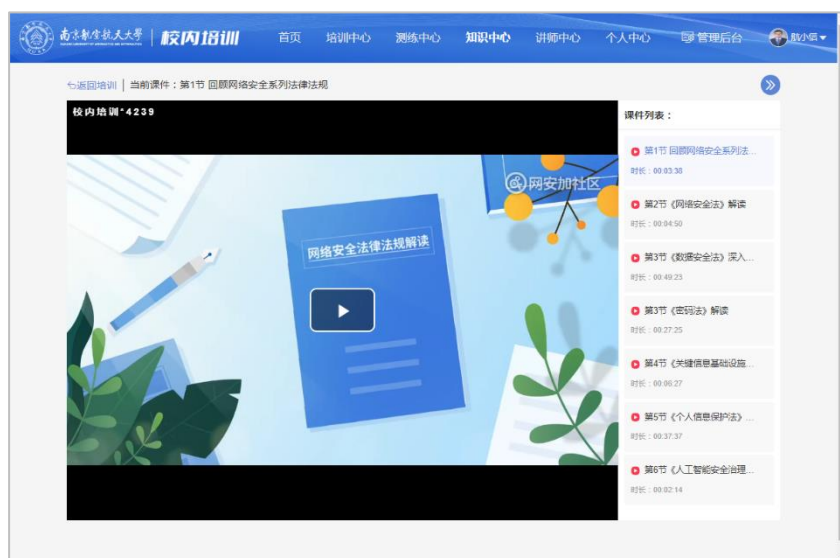 南京航空航天大学 校内培训 首页 培训中心 测练中心 知识中心 讲师中心 个人中心 管理后台 航小伍
返回培训 | 当前课件：第1节 回顾网络安全系列法律法规
校内培训*4239
网安加社区
网络安全法律法规解读
课件列表：
第1节 回顾网络安全系列法...
时长：00:03:30
第2节《网络安全法》解读
时长：00:04:50
第3节《数据安全法》深入...
时长：00:49:23
第3节《密码法》解读
时长：00:27:25
第4节《关键信息基础设施...
时长：00:06:27
第5节《个人信息保护法》...
时长：00:37:37
第6节《人工智能安全治理...
时长：00:02:14